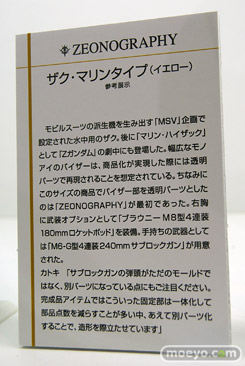 ZEONOGRAPHY
ザク・マリンタイプ(イエロー)
参考展示
モビルスーツの派生機を生み出す「MSV」企画で
設定された水中用のザク。後に「マリン・ハイザック」
として『Zガンダム』の劇中にも登場した。幅広なモノ
アイのバイザーは、商品化が実現した際には透明
パーツで再現されることを想定されている。ちなみに
このサイズの商品でバイザー部を透明パーツとした
のは「ZEONOGRAPHY」が最初であった。右胸
に武装オプションとして「ブラウニーM8型4連装
180mmロケットポッド」を装備。手持ちの武器として
は「M6-G型4連装240mmサブロックガン」が用意
された。
カトキ「サブロックガンの弾頭がただのモールドで
はなく、別パーツになっている点にもご注目ください。
完成品アイテムではこういった固定部は一体化して
部品点数を減らすことが多い中、あえて別パーツ化
することで、造形を際立たせています」
moeyo.com